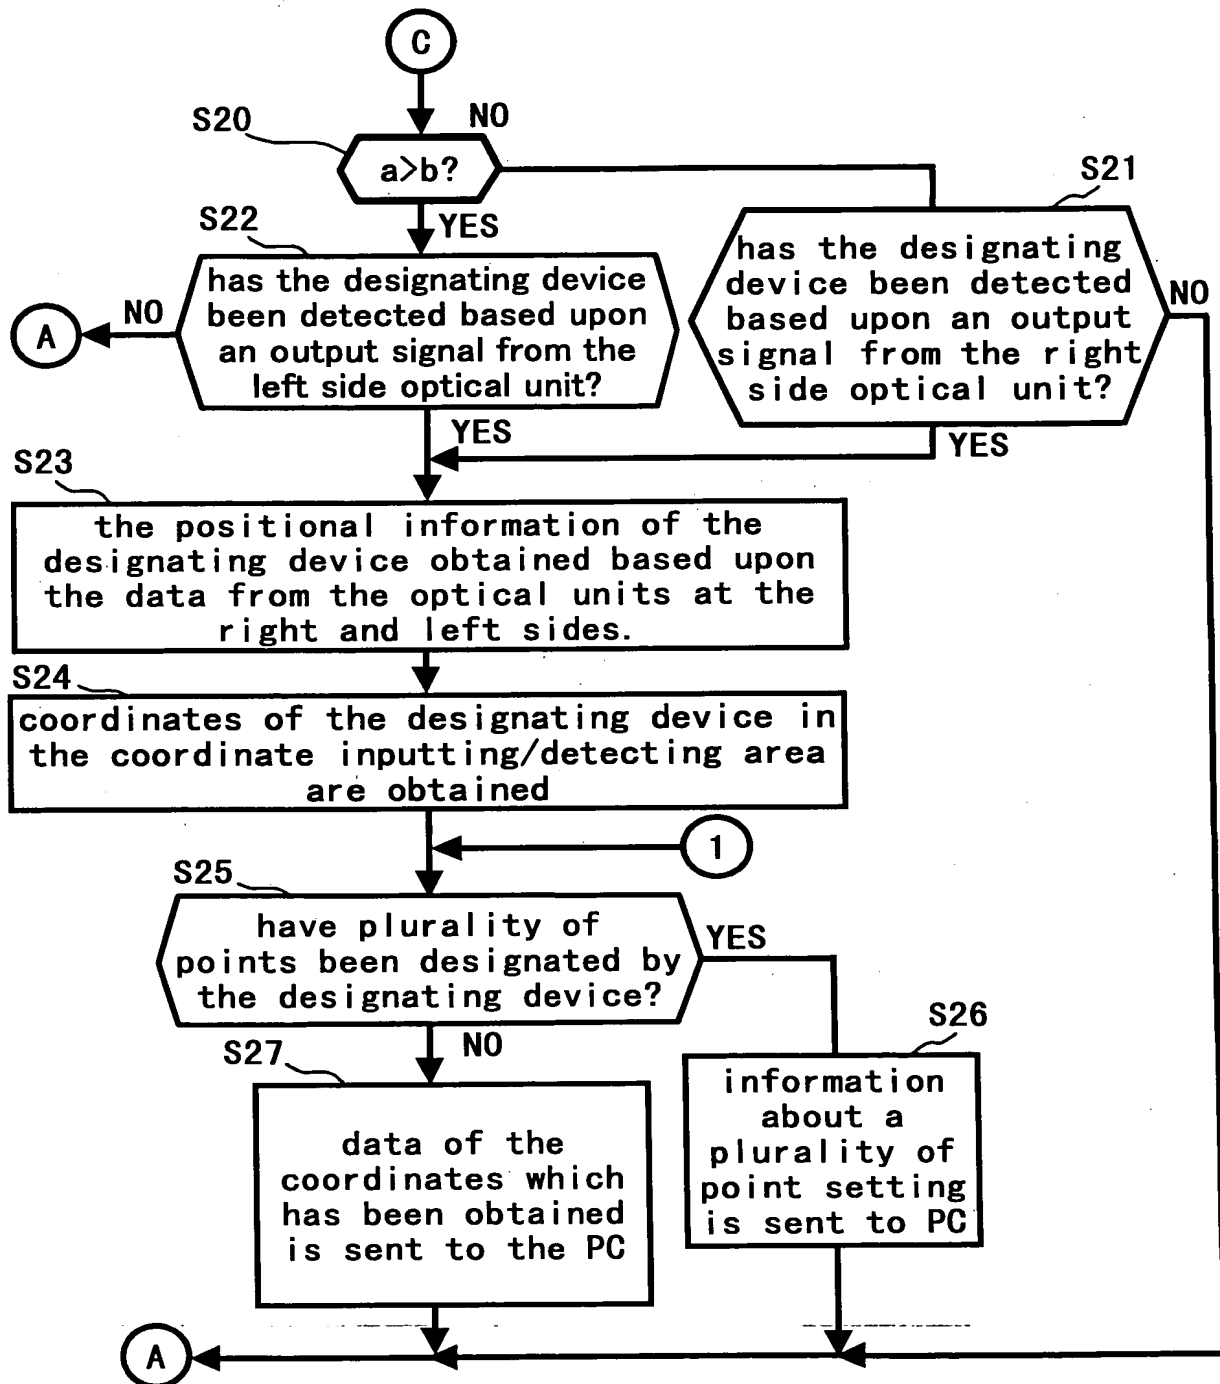 C
S20
NO
a>b?
S21
S22
YES
has the designating device
been detected based upon
an output signal from the
left side optical unit?
has the designating
device been detected
based upon an output
signal from the right
side optical unit?
NO
NO
A
YES
YES
S23
the positional information of the
designating device obtained based upon
the data from the optical units at the
right and left sides.
S24
coordinates of the designating device in
the coordinate inputting/detecting area
are obtained
1
S25
have plurality of
points been designated by
the designating device?
YES
NO
S26
S27
information
about a
plurality of
point setting
is sent to PC
data of the
coordinates which
has been obtained
is sent to the PC
A